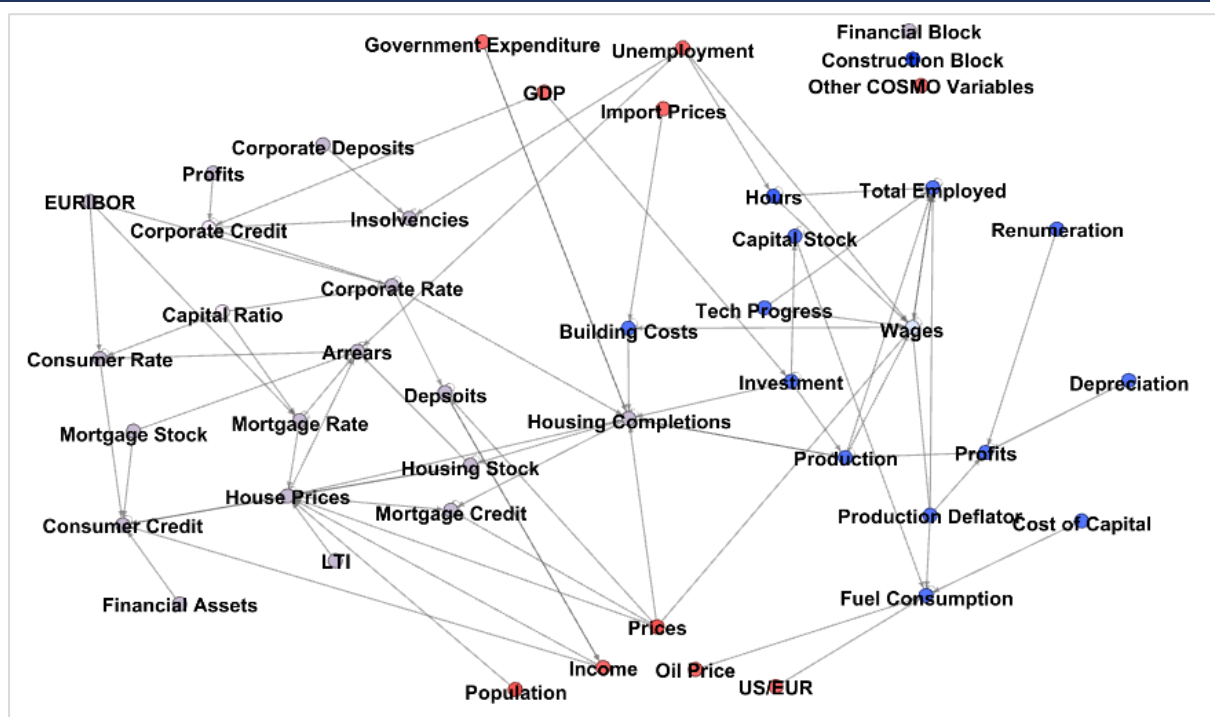 Financial Block
Government Expenditure
Unemployment
Construction Block
Other COSMO Variables
GDP
Import Prices
Corporate Deposits
Profits
EURIBOR
Total Employed
Hours
Insolvencies
Corporate Credit
Renumeration
Capital Stock
Corporate Rate
Capital Ratio
Tech Progress
Building Costs
Wages
Consumer Rate
Arrears
Investment
Depreciation
Depsoits
Mortgage Rate
Housing Completions
Mortgage Stock
Production
Profits
Housing Stock
House Prices
Mortgage Credit
Production Deflator
Cost of Capital
Consumer Credit
LTI
Financial Assets
Fuel Consumption
Prices
Income
Oil Price
US/EUR
Population